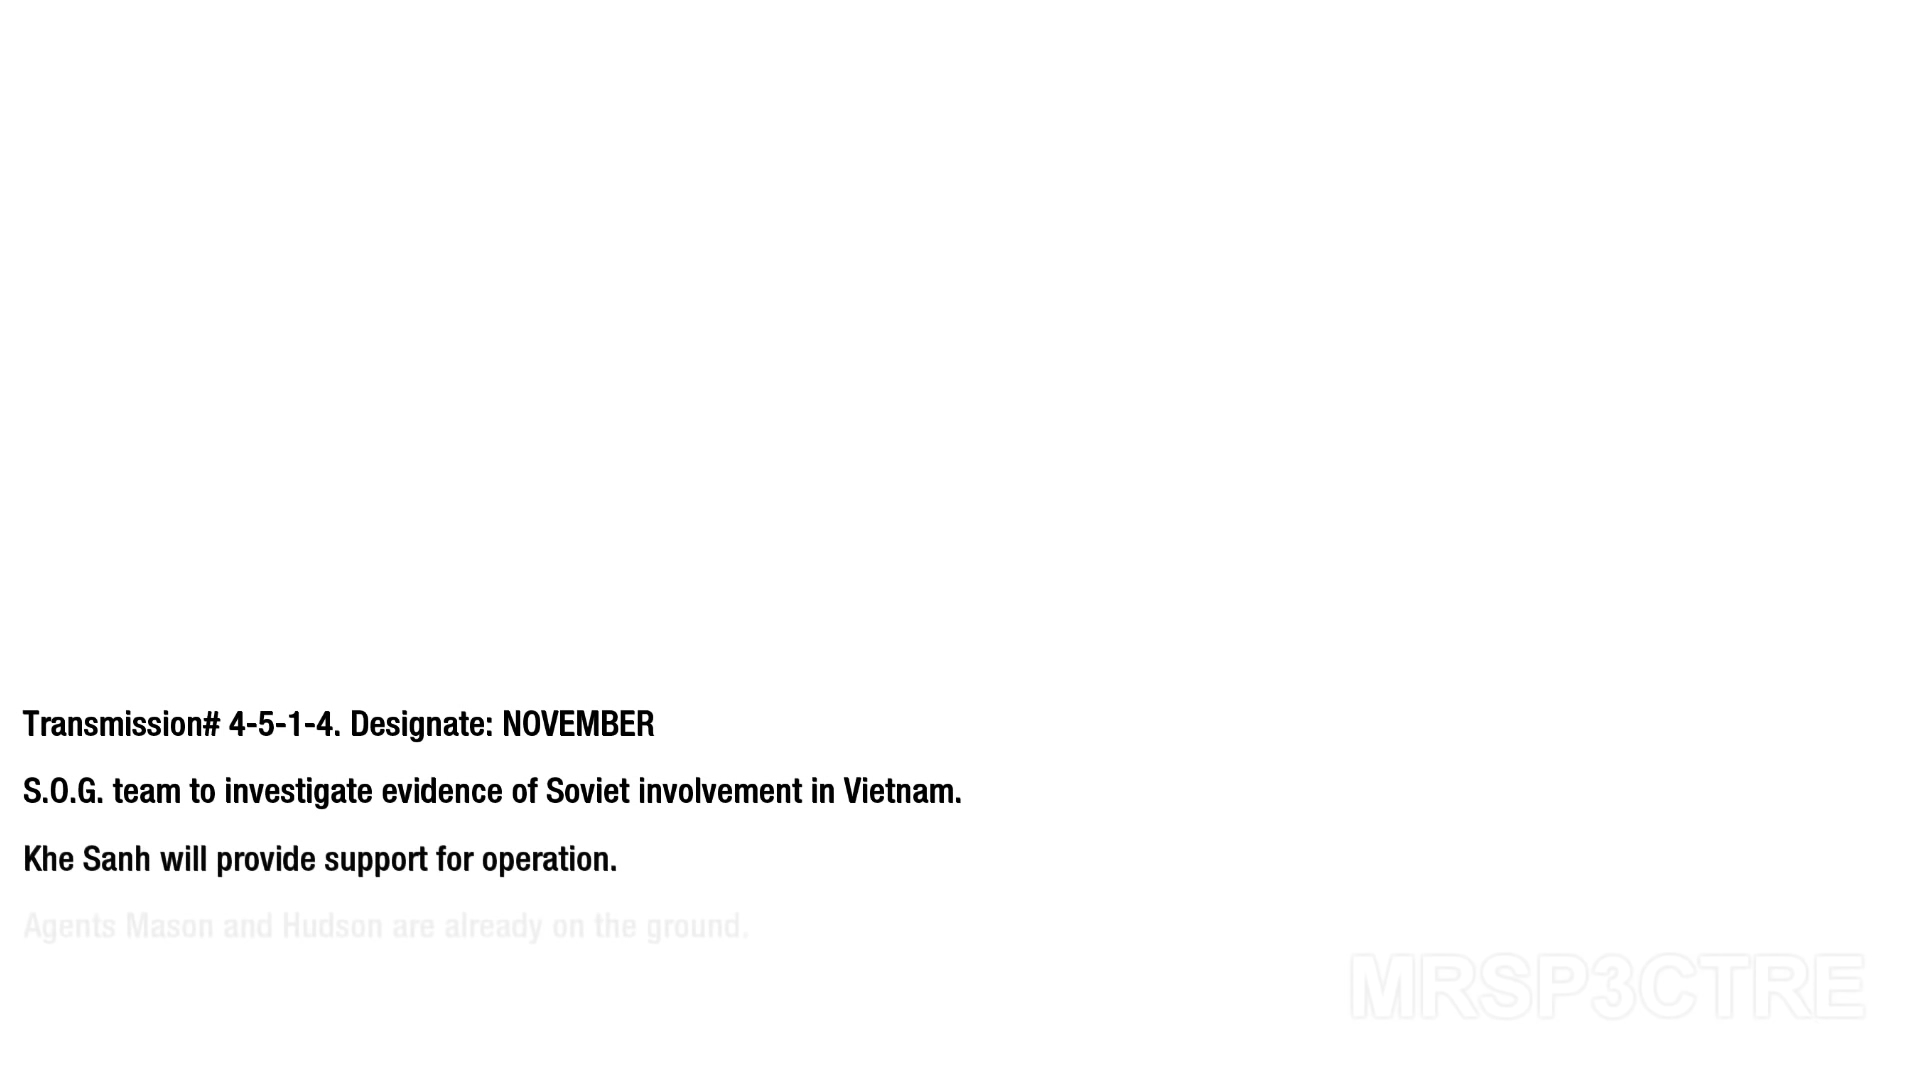 Transmission# 4-5-1-4. Designate: NOVEMBER
S.O.G. team to investigate evidence of Soviet involvement in Vietnam.
Khe Sanh will provide support for operation.
Agents Mason and Hudson are already on the ground.
MRSP3CTRE